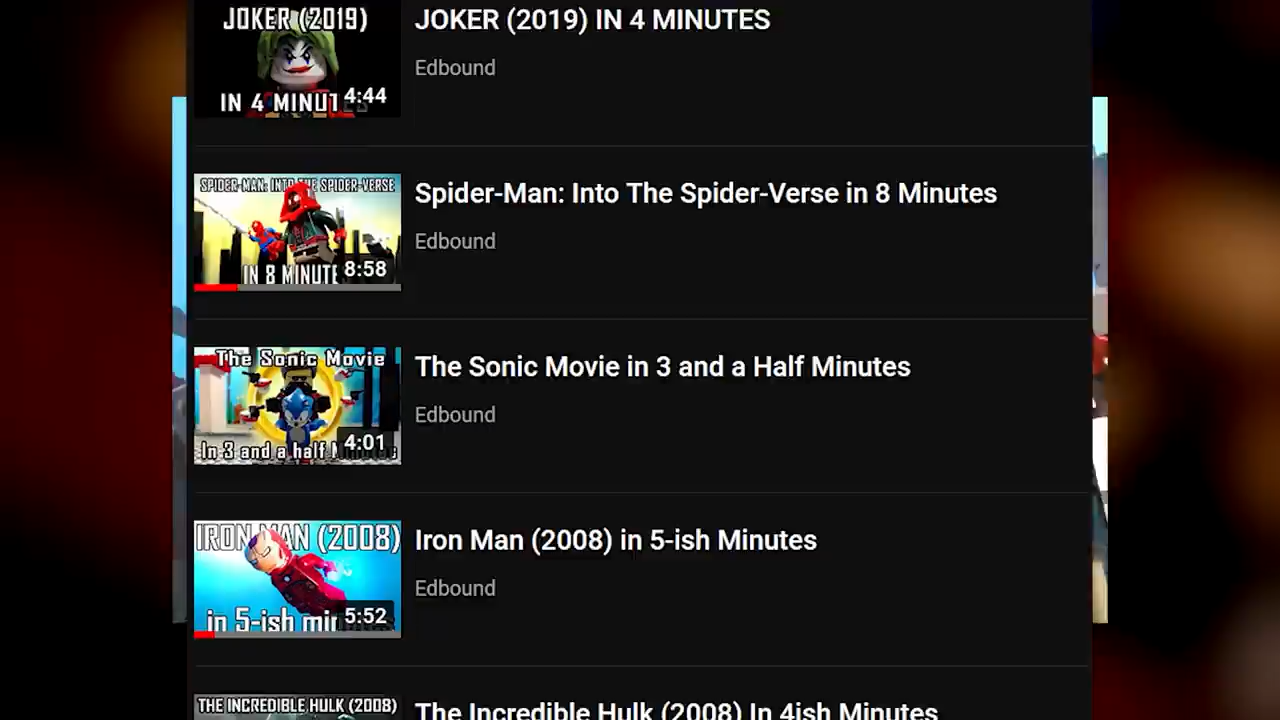 JOKER (2019)
IN 4 MINUT
4:44
JOKER (2019) IN 4 MINUTES
Edbound
SPIDER-MAN: INTO THE SPIDER-VERSE
IN 8 MINUTE
8:58
Spider-Man: Into The Spider-Verse in 8 Minutes
Edbound
The Sonic Movie
In 3 and a half M
4:01
The Sonic Movie in 3 and a Half Minutes
Edbound
IRON MAN (2008)
in 5-ish min
5:52
Iron Man (2008) in 5-ish Minutes
Edbound
THE INCREDIBLE HULK (2008)
The Incredible Hulk (2008) In 4ish Minutes